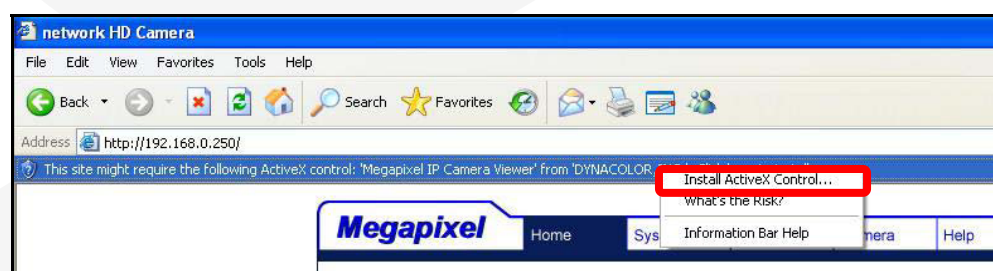 network HD Camera
File Edit View Favorites Tools Help
Back Search Favorites
Address http://192.168.0.250/
This site might require the following ActiveX control: 'Megapixel IP Camera Viewer' from 'DYNACOLOR
Install ActiveX Control...
What's the Risk?
Information Bar Help
Megapixel Home Sys mera Help